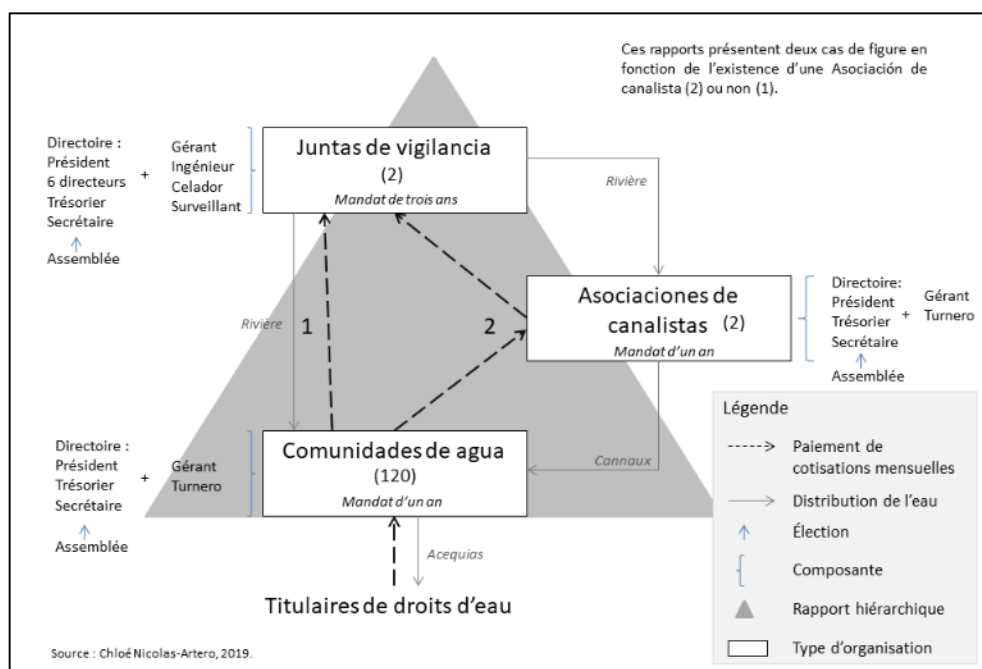 Ces rapports présentent deux cas de figure en
fonction de l'existence d'une Asociación de
canalista (2) ou non (1).
Directoire :
Président
6 directeurs
Trésorier
Secrétaire
Assemblée
+
Gérant
Ingénieur
Celador
Surveillant
Juntas de vigilancia
(2)
Mandat de trois ans
Rivière
Asociaciones de
canalistas (2)
Mandat d'un an
Directoire:
Président
Trésorier
Secrétaire
Assemblée
+
Gérant
Turnero
Rivière
1
2
Directoire :
Président
Trésorier
Secrétaire
Assemblée
+
Gérant
Turnero
Comunidades de agua
(120)
Mandat d'un an
Cannaux
Acequias
Titulaires de droits d'eau
Légende
Paiement de
cotisations mensuelles
Distribution de l'eau
Élection
Composante
Rapport hiérarchique
Type d'organisation
Source : Chloé Nicolas-Artero, 2019.